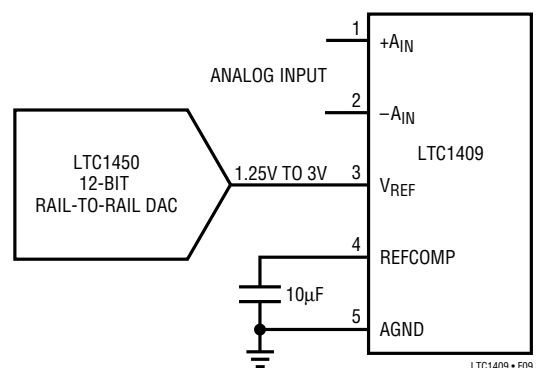 1
+AIN
ANALOG INPUT
2
–AIN
LTC1409
LTC1450
12-BIT
RAIL-TO-RAIL DAC
1.25V TO 3V
3
VREF
4
REFCOMP
10µF
5
AGND
LTC1409 • F09